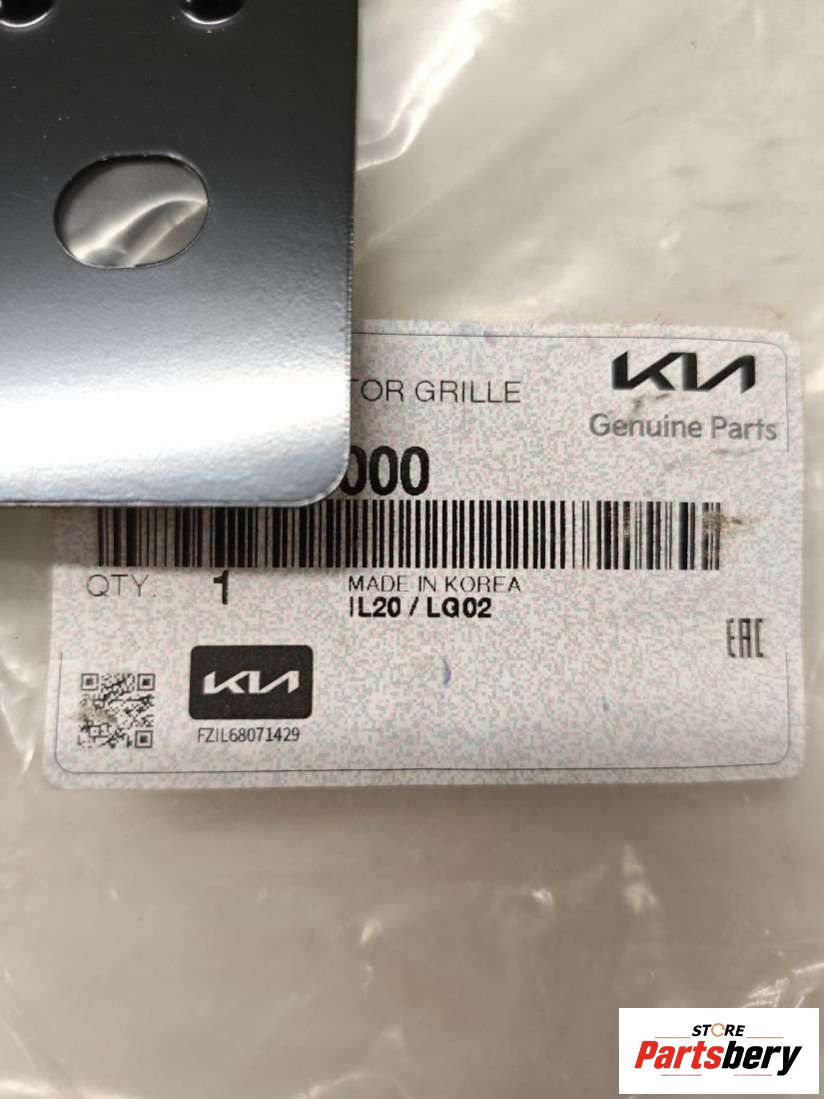 TOR GRILLE
KIA
Genuine Parts
000
QTY. 1
MADE IN KOREA
IL20 / LG02
EAC
KIA
FZIL68071429
STORE
Partsbery